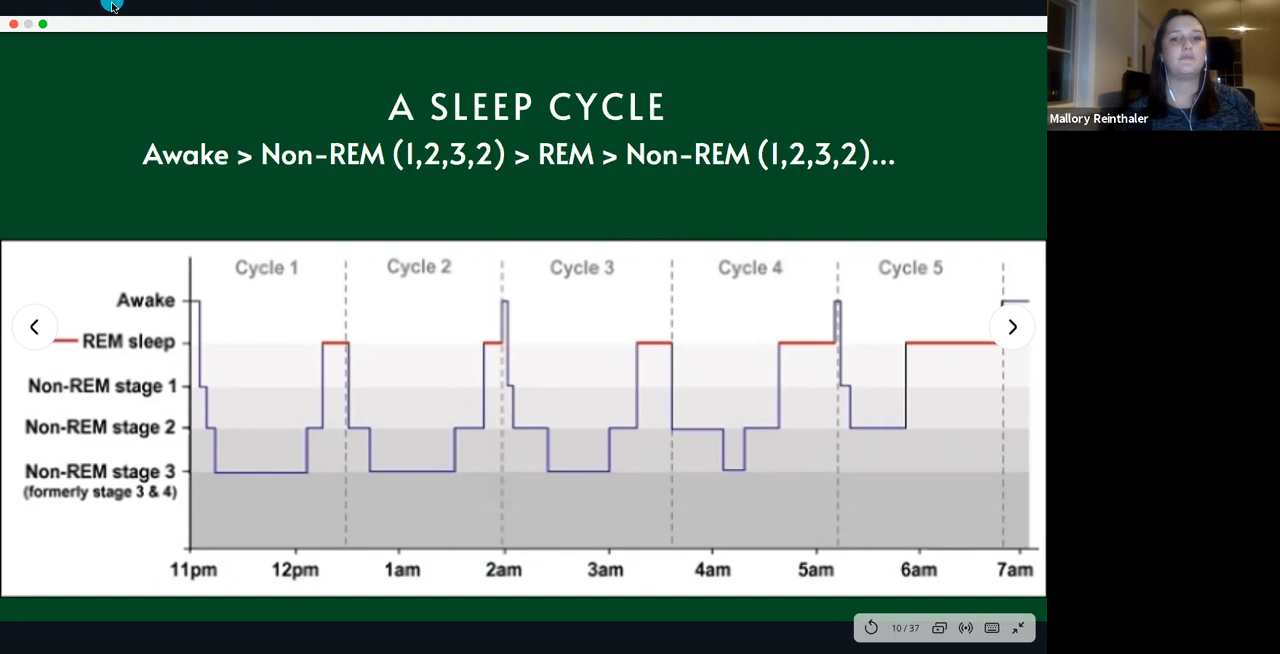 A SLEEP CYCLE
Awake > Non-REM (1,2,3,2) > REM > Non-REM (1,2,3,2)...
Cycle 1 Cycle 2 Cycle 3 Cycle 4 Cycle 5
Awake
REM sleep
Non-REM stage 1
Non-REM stage 2
Non-REM stage 3
(formerly stage 3 & 4)
11pm 12pm 1am 2am 3am 4am 5am 6am 7am
10 / 37
Mallory Reinthaler